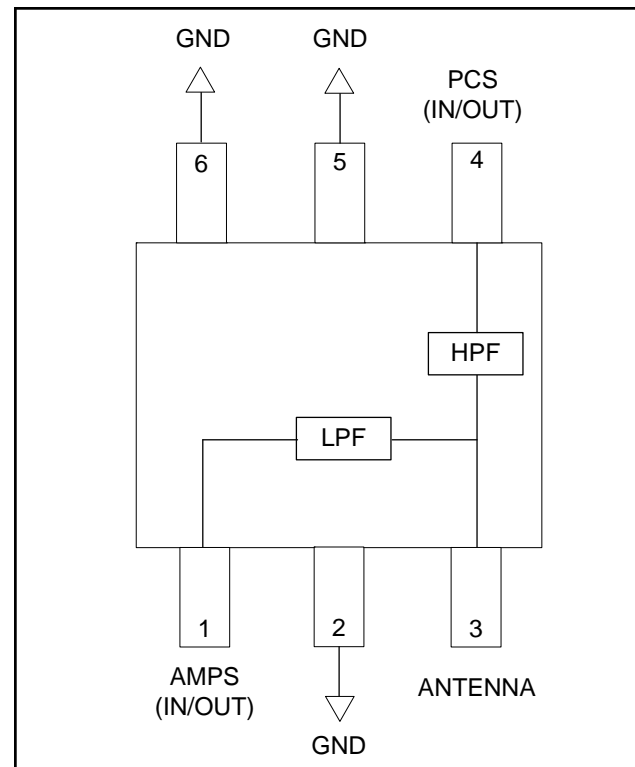 GND
GND
PCS
(IN/OUT)
6
5
4
HPF
LPF
1
2
3
AMPS
(IN/OUT)
ANTENNA
GND